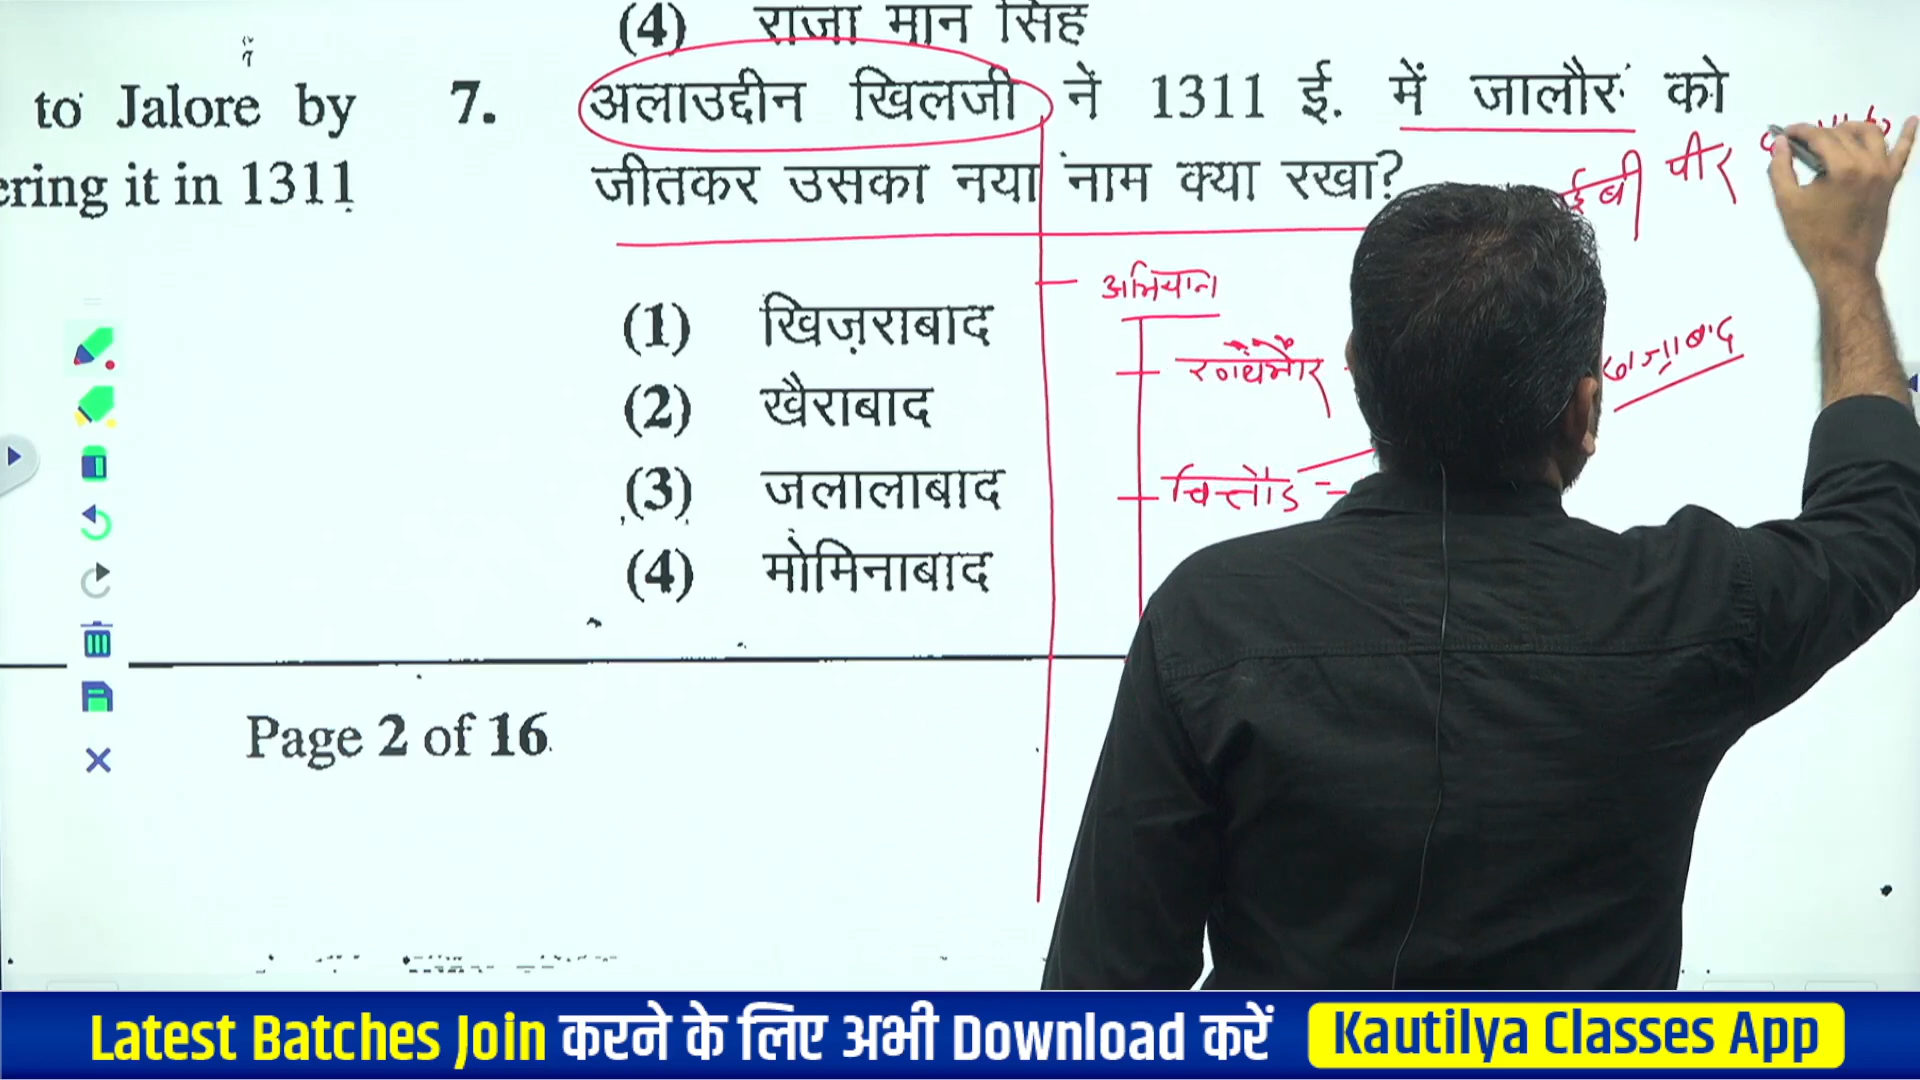 (4) राजा मान सिंह
to Jalore by
ering it in 1311
7. अलाउद्दीन खिलजी नें 1311 ई. में जालौर को
जीतकर उसका नया नाम क्या रखा?
ईबी पीर
(1) खिज़राबाद
(2) खैराबाद
(3) जलालाबाद
(4) मोमिनाबाद
अभियान
रणथंभौर
चित्तौड़
Page 2 of 16
Latest Batches Join करने के लिए अभी Download करें Kautilya Classes App